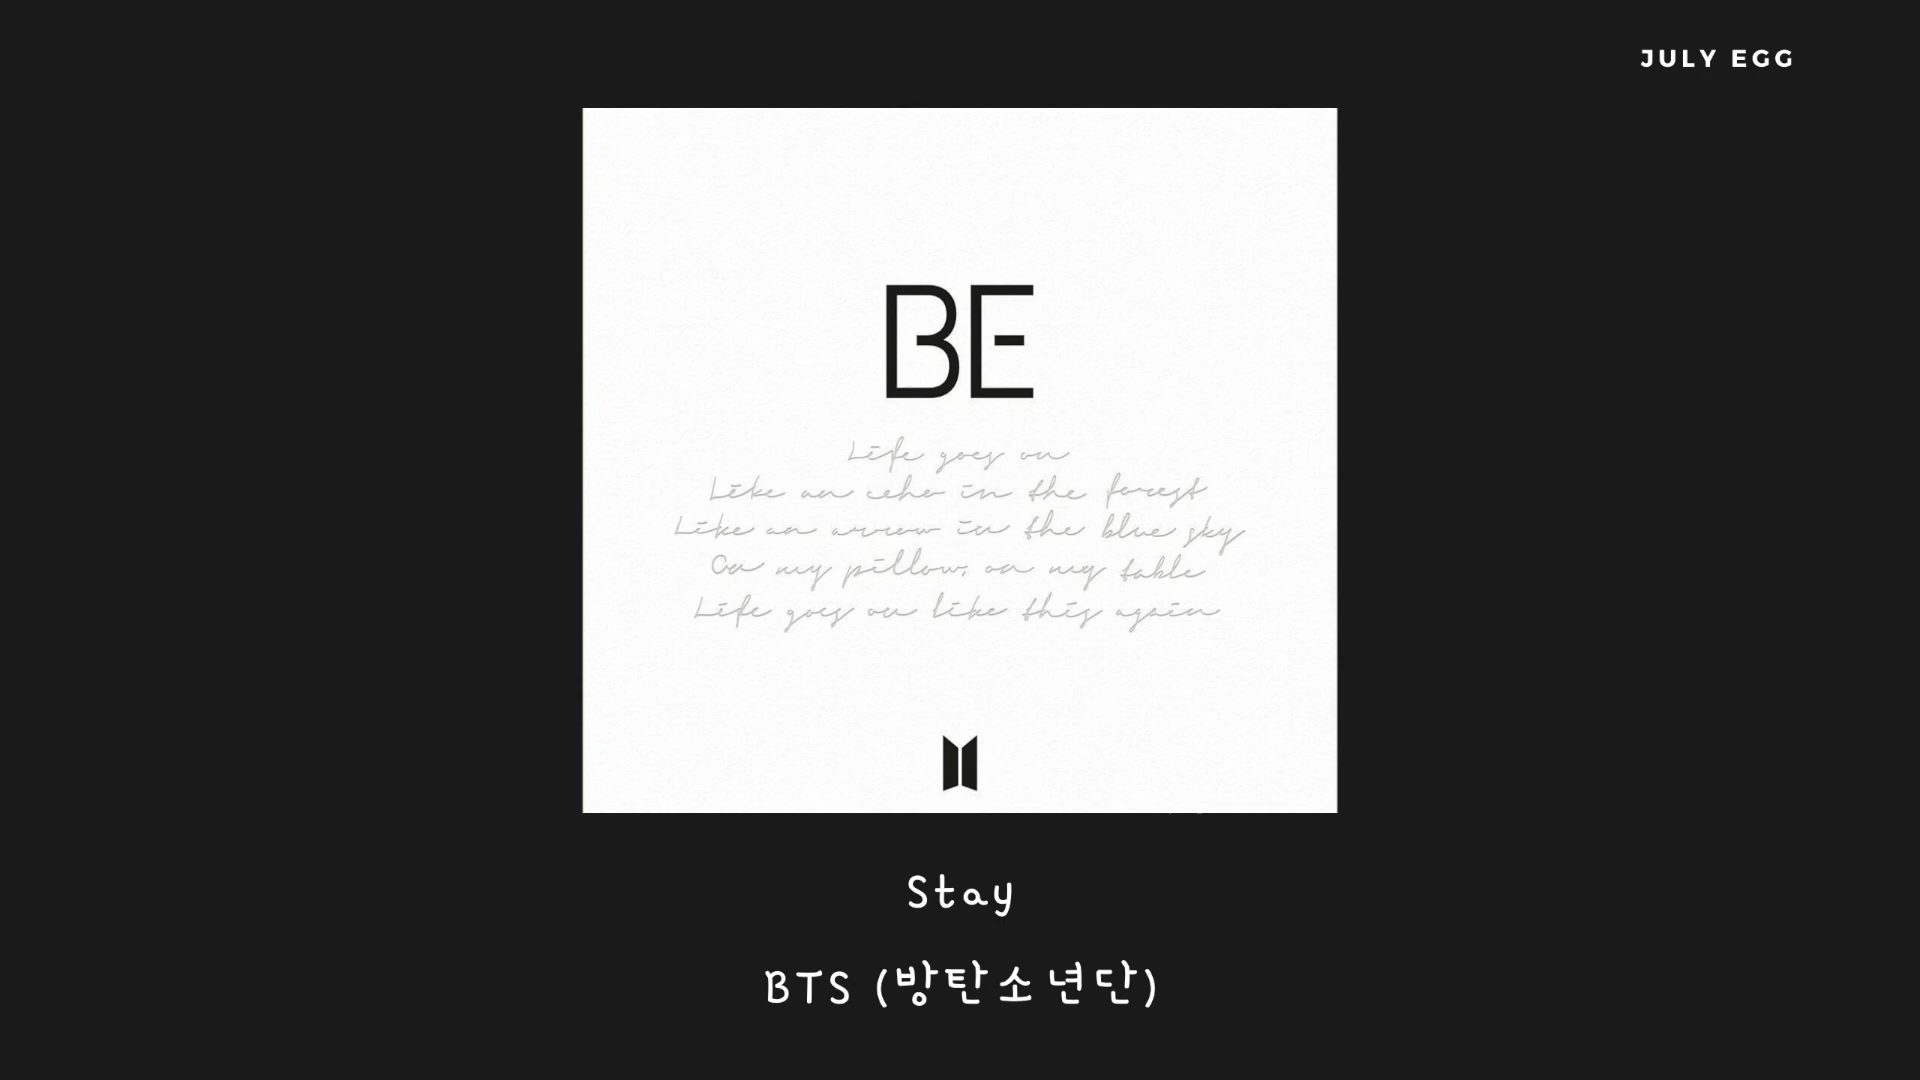 JULY EGG
BE
Life goes on
Like an echo in the forest
Like an arrow in the blue sky
On my pillow, on my table
Life goes on like this again
Stay
BTS (방탄소년단)